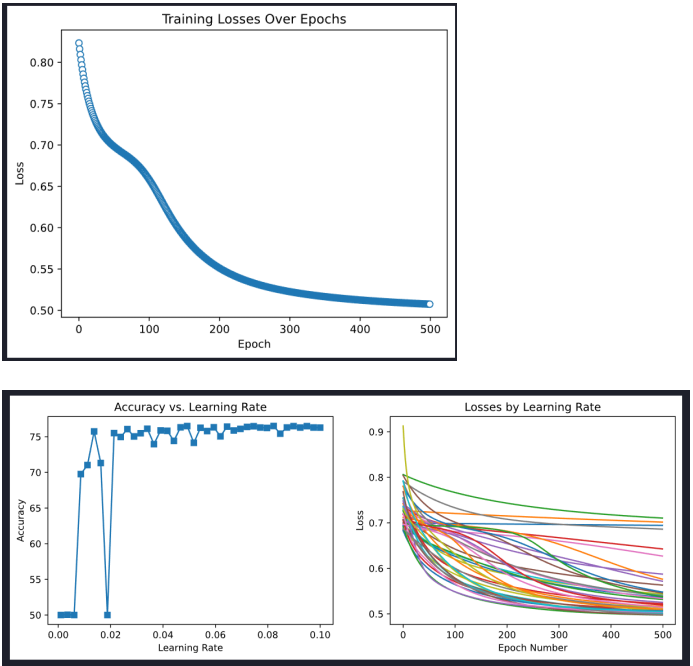 Training Losses Over Epochs
0.80
0.75
0.70
0.65
0.60
0.55
0.50
Loss
0 100 200 300 400 500
Epoch
Accuracy vs. Learning Rate
75
70
65
60
55
50
Accuracy
0.00 0.02 0.04 0.06 0.08 0.10
Learning Rate
Losses by Learning Rate
0.9
0.8
0.7
0.6
0.5
Loss
0 100 200 300 400 500
Epoch Number